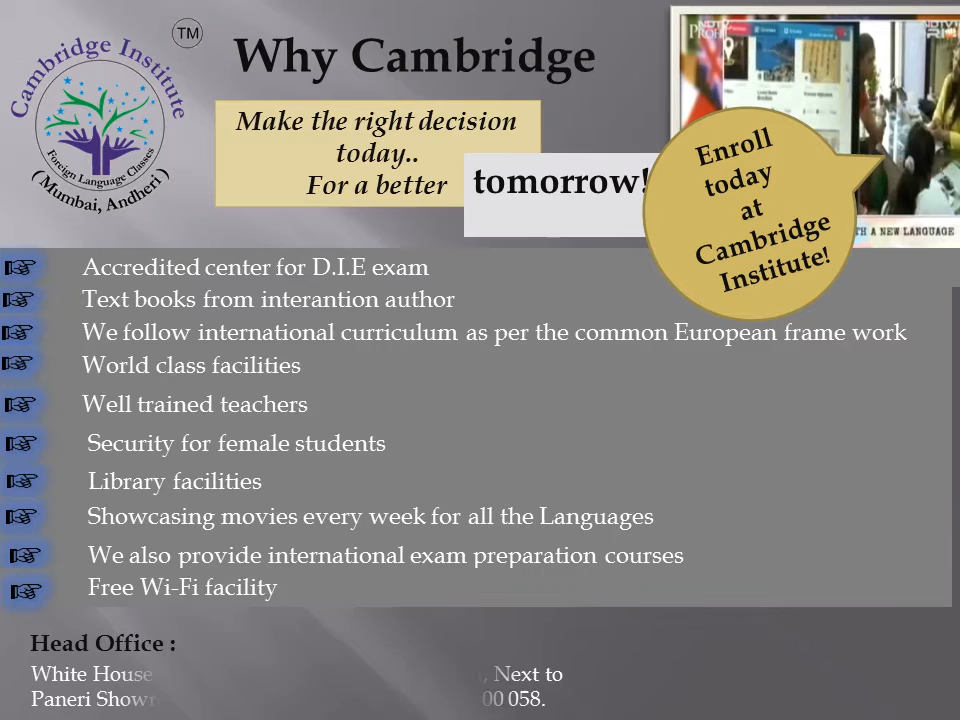 Cambridge Institute
TM
Foreign Language Classes
( Mumbai, Andheri )
Why Cambridge
Make the right decision
today..
For a better
tomorrow!
NDTV
PROFIT
Enroll
today
at
Cambridge
Institute!
A NEW LANGUAGE
Accredited center for D.I.E exam
Text books from interantion author
We follow international curriculum as per the common European frame work
World class facilities
Well trained teachers
Security for female students
Library facilities
Showcasing movies every week for all the Languages
We also provide international exam preparation courses
Free Wi-Fi facility
Head Office :
White House , Next to
Paneri 00 058.